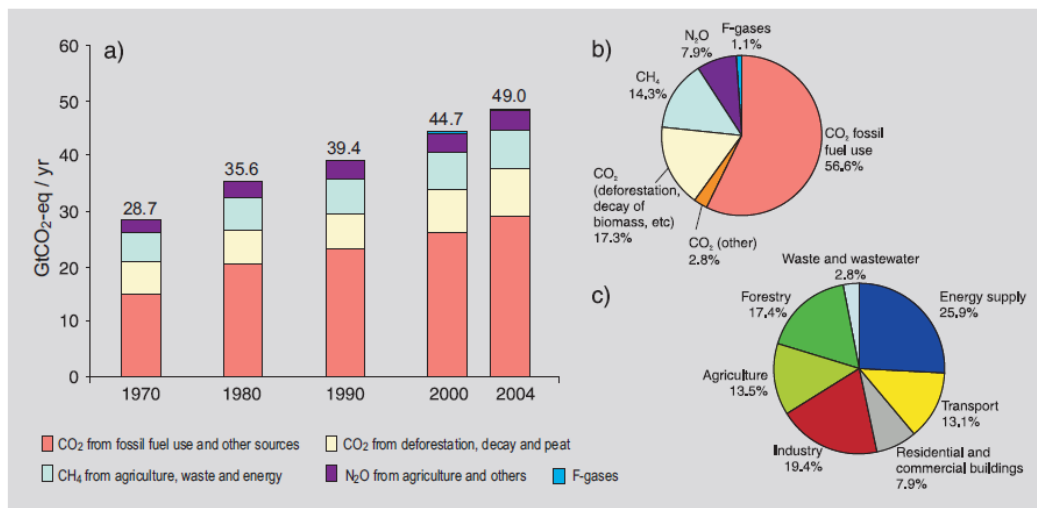 a)
GtCO₂-eq / yr
60
50
40
30
20
10
0
28.7
35.6
39.4
44.7
49.0
1970
1980
1990
2000
2004
CO₂ from fossil fuel use and other sources
CO₂ from deforestation, decay and peat
CH₄ from agriculture, waste and energy
N₂O from agriculture and others
F-gases
b)
F-gases
1.1%
N₂O
7.9%
CH₄
14.3%
CO₂ fossil
fuel use
56.6%
CO₂
(deforestation,
decay of
biomass, etc)
17.3%
CO₂ (other)
2.8%
c)
Waste and wastewater
2.8%
Forestry
17.4%
Energy supply
25.9%
Agriculture
13.5%
Transport
13.1%
Industry
19.4%
Residential and
commercial buildings
7.9%